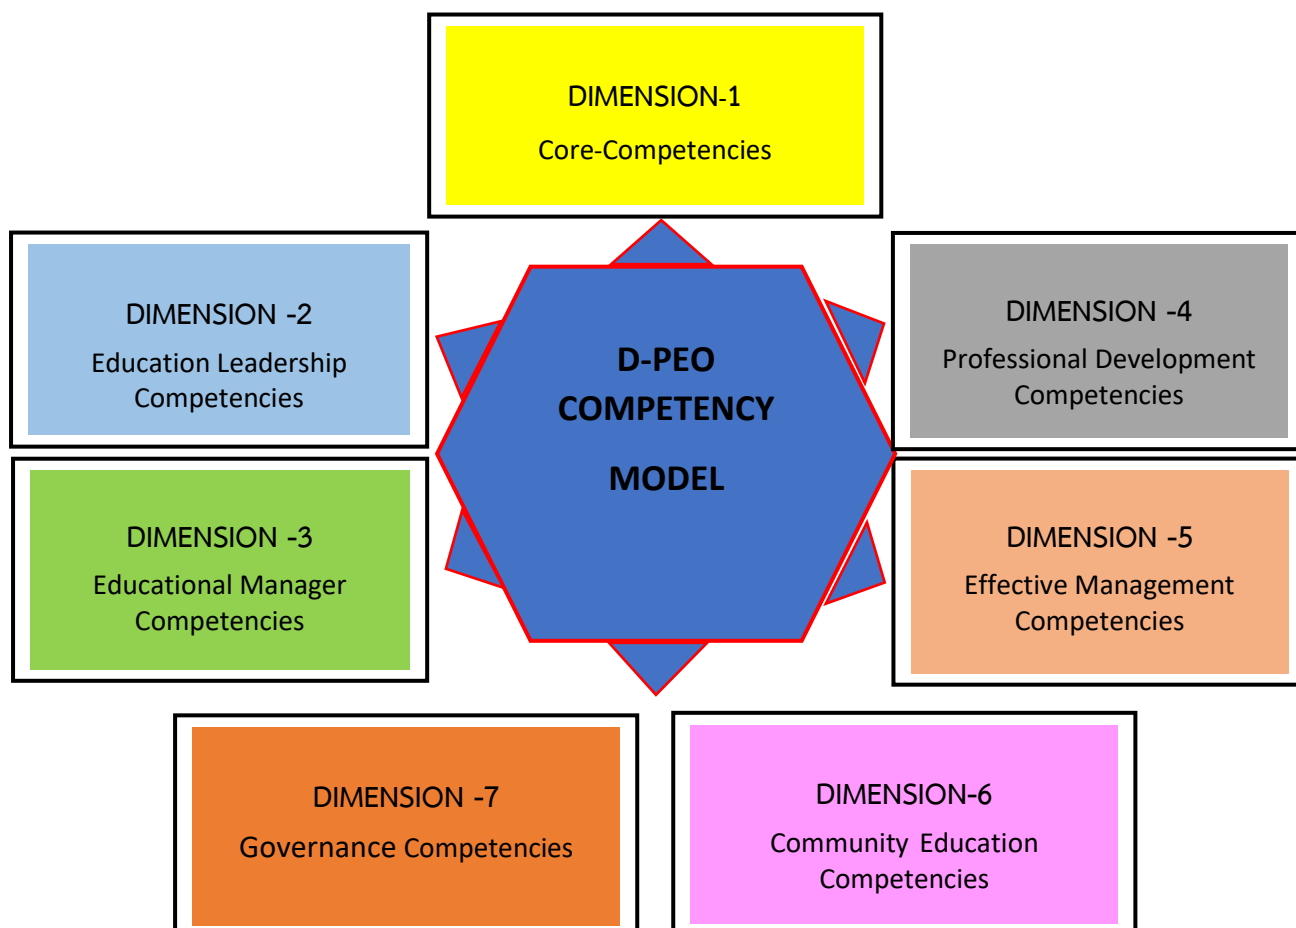 DIMENSION-1
Core-Competencies
DIMENSION -2
Education Leadership
Competencies
DIMENSION -4
Professional Development
Competencies
D-PEO
COMPETENCY
MODEL
DIMENSION -3
Educational Manager
Competencies
DIMENSION -5
Effective Management
Competencies
DIMENSION -7
Governance Competencies
DIMENSION-6
Community Education
Competencies